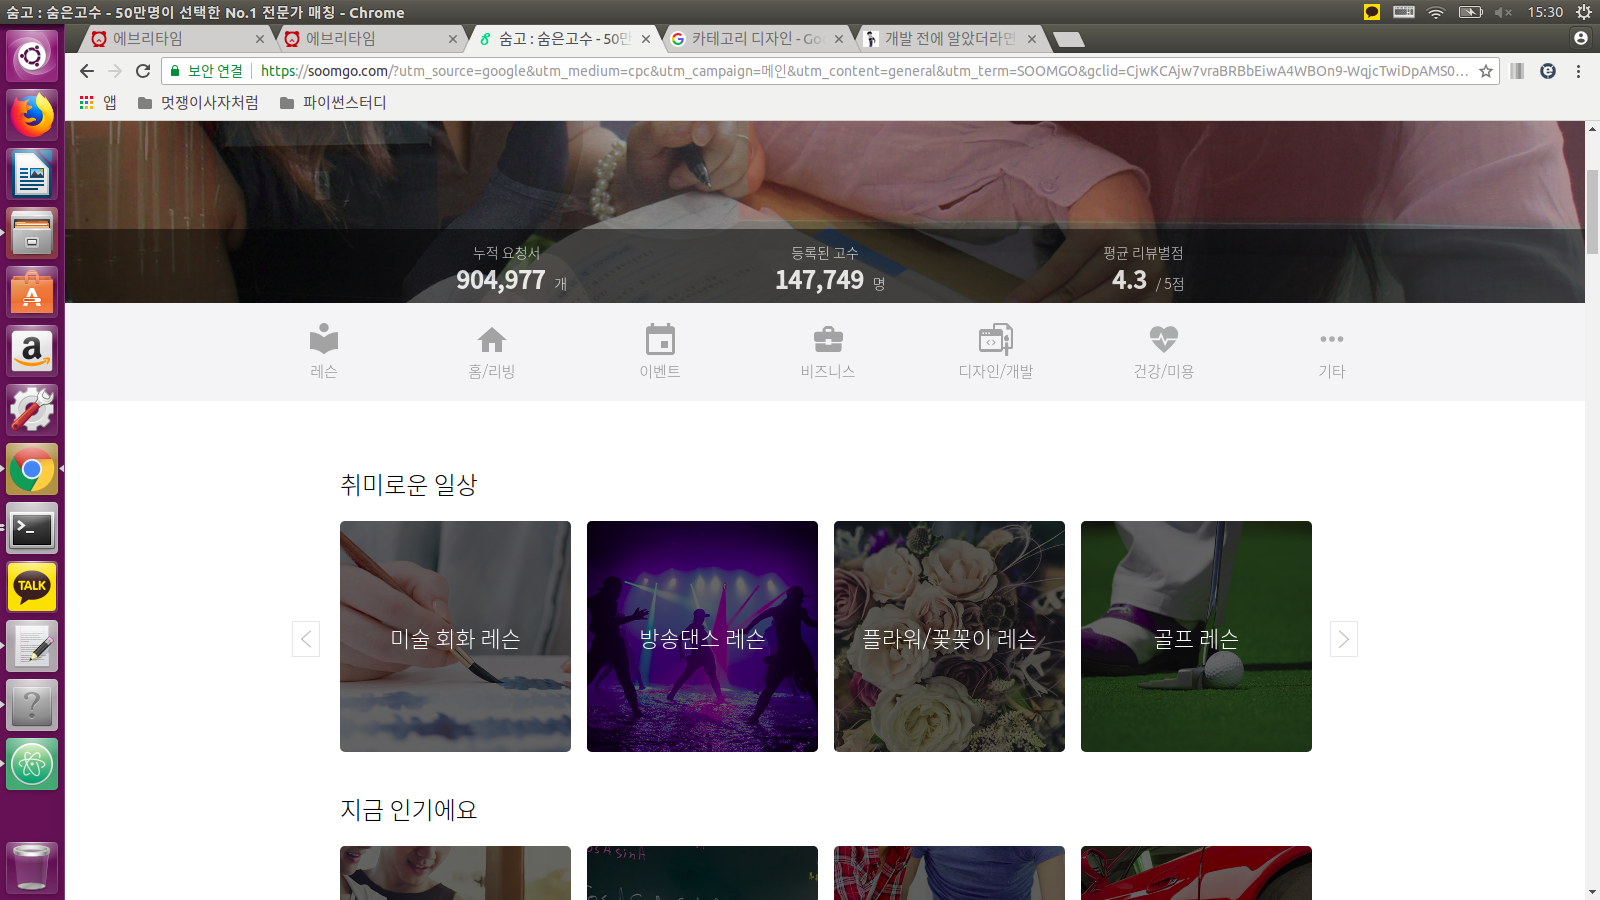 숨고 : 숨은고수 - 50만명이 선택한 No.1 전문가 매칭 - Chrome
15:30
에브리타임
에브리타임
숨고 : 숨은고수 - 50만
카테고리 디자인 - Goo
개발 전에 알았더라면
보안 연결
https://soomgo.com/?utm_source=google&utm_medium=cpc&utm_campaign=메인&utm_content=general&utm_term=SOOMGO&gclid=CjwKCAjw7vraBRBbEiwA4WBOn9-WqjcTwiDpAMS0...
앱
멋쟁이사자처럼
파이썬스터디
누적 요청서
904,977 개
등록된 고수
147,749 명
평균 리뷰별점
4.3 / 5점
레슨
홈/리빙
이벤트
비즈니스
디자인/개발
건강/미용
기타
취미로운 일상
미술 회화 레슨
방송댄스 레슨
플라워/꽃꽂이 레슨
골프 레슨
지금 인기에요
TALK